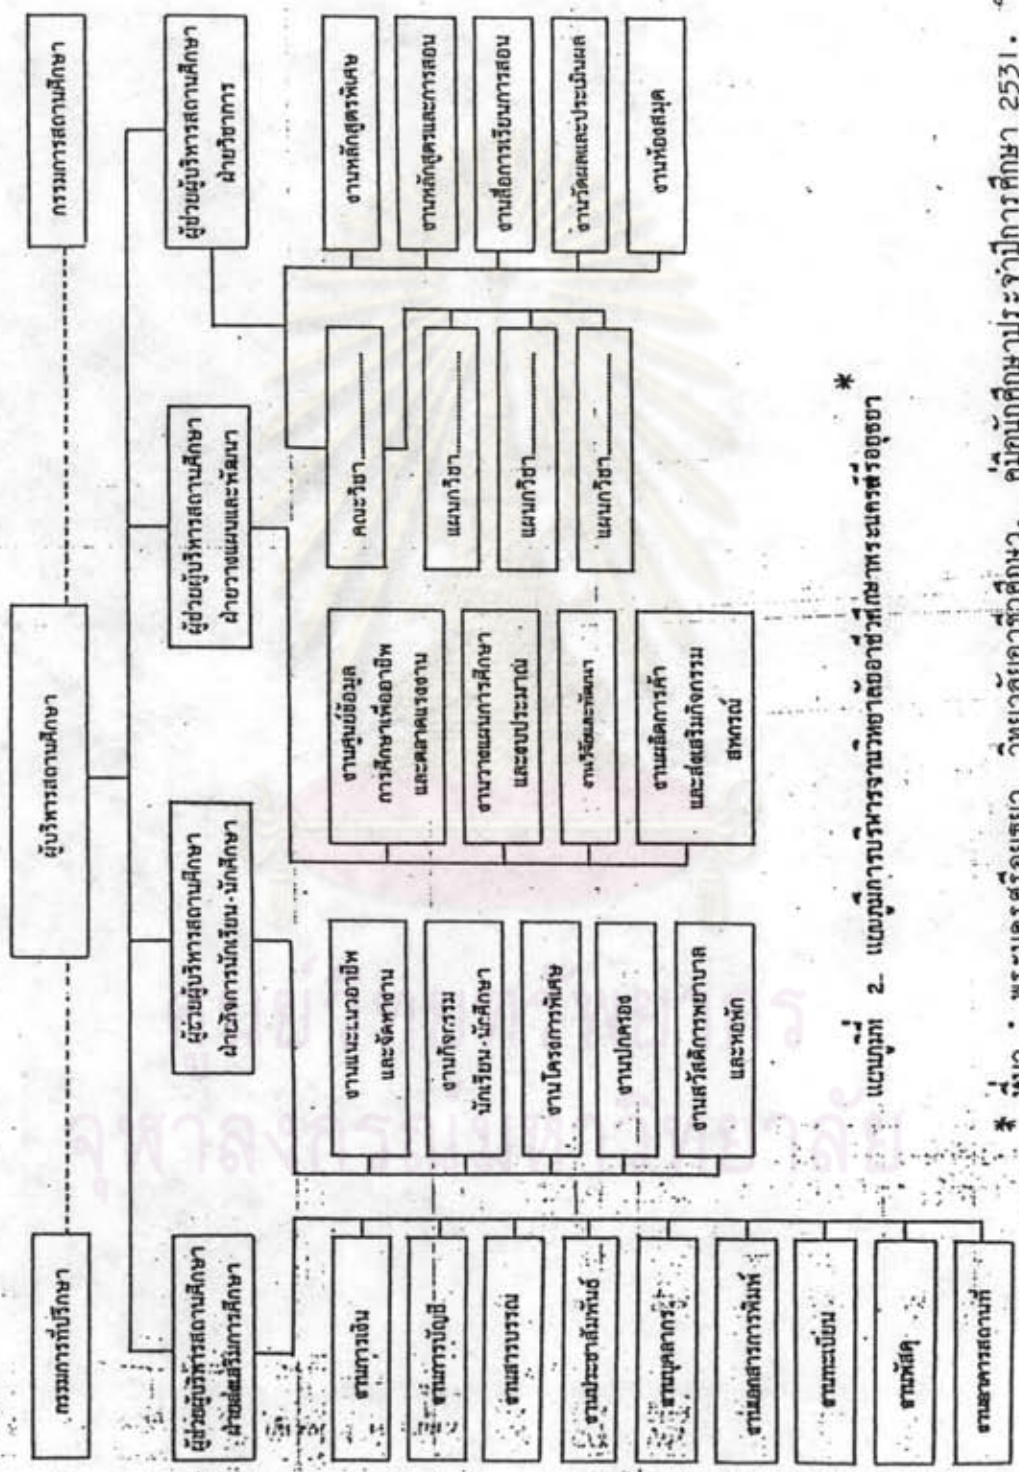 ผู้บริหารสถานศึกษา
กรรมการที่ปรึกษา
กรรมการสถานศึกษา
ผู้ช่วยผู้บริหารสถานศึกษา
ฝ่ายส่งเสริมการศึกษา
ผู้ช่วยผู้บริหารสถานศึกษา
ฝ่ายกิจการนักเรียน-นักศึกษา
ผู้ช่วยผู้บริหารสถานศึกษา
ฝ่ายวางแผนและพัฒนา
ผู้ช่วยผู้บริหารสถานศึกษา
ฝ่ายวิชาการ
งานการเงิน
งานการบัญชี
งานสารบรรณ
งานประชาสัมพันธ์
งานบุคลากร
งานเอกสารการพิมพ์
งานทะเบียน
งานพัสดุ
งานอาคารสถานที่
งานแนะแนวอาชีพ
และจัดหางาน
งานกิจกรรม
นักเรียน-นักศึกษา
งานโครงการพิเศษ
งานปกครอง
งานสวัสดิการพยาบาล
และหอพัก
งานศูนย์ข้อมูล
การศึกษาเพื่ออาชีพ
และตลาดแรงงาน
งานวางแผนการศึกษา
และงบประมาณ
งานวิจัยและพัฒนา
งานผลิตการค้า
และส่งเสริมกิจกรรม
สหกรณ์
คณะวิชา..................
แผนกวิชา..................
แผนกวิชา..................
แผนกวิชา..................
งานหลักสูตรพิเศษ
งานหลักสูตรและการสอน
งานสื่อการเรียนการสอน
งานวัดผลและประเมินผล
งานห้องสมุด
แผนภูมิที่ 2. แผนภูมิการบริหารงานวิทยาลัยอาชีวศึกษาพระนครศรีอยุธยา *
* ที่มา : พระนครศรีอยุธยา วิทยาลัยอาชีวศึกษา. คู่มือนักศึกษาประจำปีการศึกษา 2531.
ศูนย์วิทยทรัพยากร
จุฬาลงกรณ์มหาวิทยาลัย